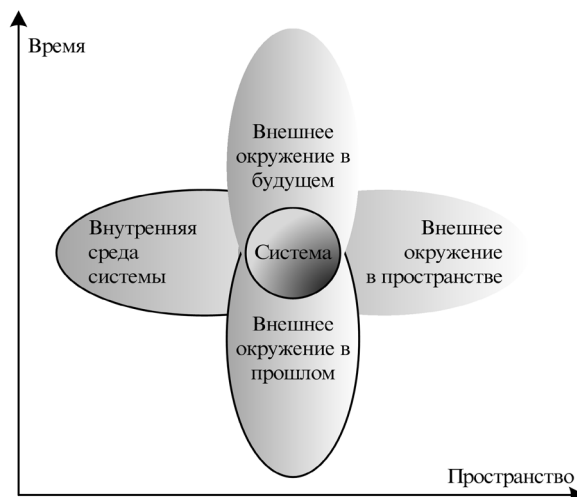 Время
Внешнее
окружение в
будущем
Внутренняя
среда
системы
Система
Внешнее
окружение
в пространстве
Внешнее
окружение в
прошлом
Пространство